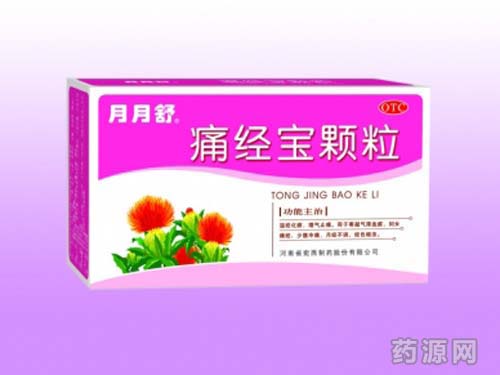 月月舒®
OTC
痛经宝颗粒
TONG JING BAO KE LI
[功能主治]
温经化瘀，理气止痛。用于寒凝气滞血瘀，妇女
痛经，少腹冷痛，月经不调，经色暗淡。
河南省宛西制药股份有限公司
药源网